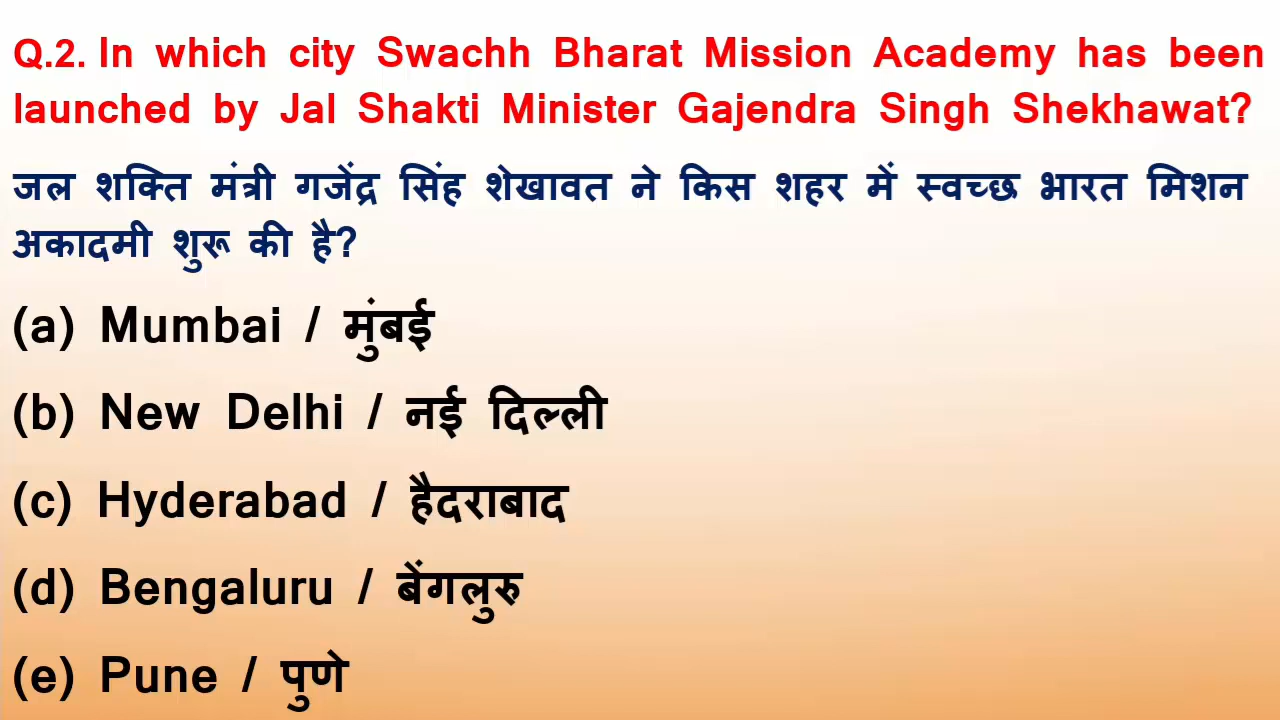 Q.2. In which city Swachh Bharat Mission Academy has been
launched by Jal Shakti Minister Gajendra Singh Shekhawat?
जल शक्ति मंत्री गजेंद्र सिंह शेखावत ने किस शहर में स्वच्छ भारत मिशन
अकादमी शुरू की है?
(a) Mumbai / मुंबई
(b) New Delhi / नई दिल्ली
(c) Hyderabad / हैदराबाद
(d) Bengaluru / बेंगलुरु
(e) Pune / पुणे